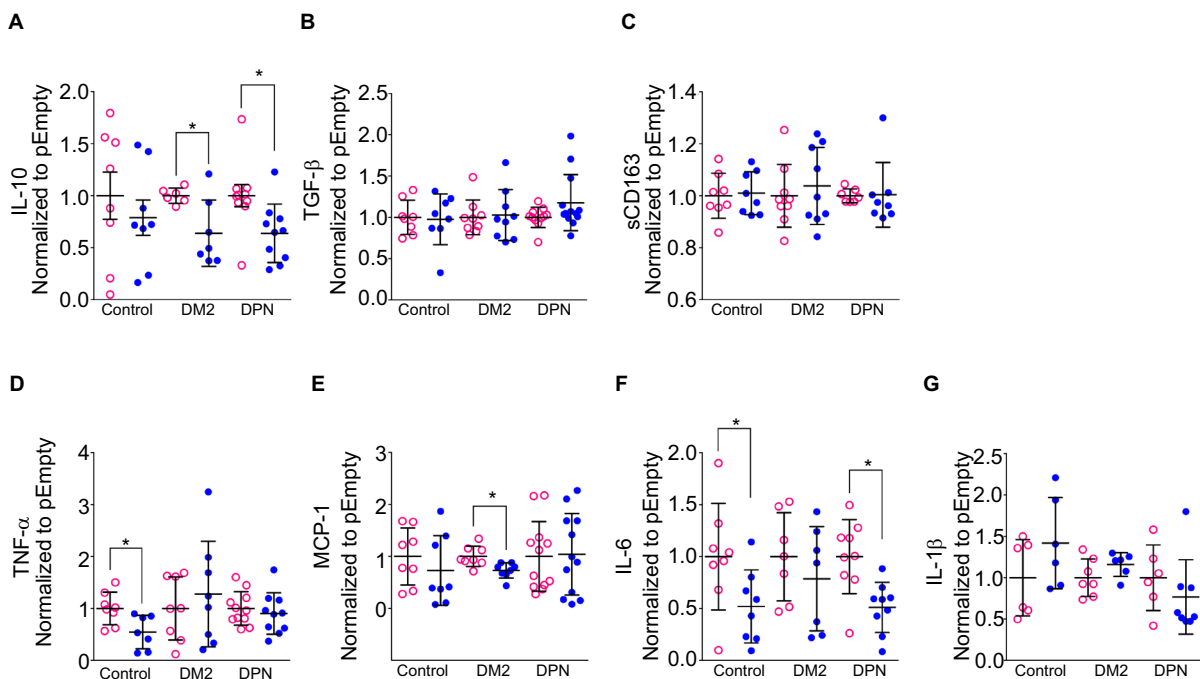 A
B
C
IL-10
Normalized to pEmpty
2.0
1.5
1.0
0.5
0.0
*
*
Control
DM2
DPN
TGF-β
Normalized to pEmpty
2.5
2.0
1.5
1.0
0.5
0.0
Control
DM2
DPN
sCD163
Normalized to pEmpty
1.4
1.2
1.0
0.8
0.6
Control
DM2
DPN
D
E
F
G
TNF-α
Normalized to pEmpty
4
3
2
1
0
*
Control
DM2
DPN
MCP-1
Normalized to pEmpty
3
2
1
0
*
Control
DM2
DPN
IL-6
Normalized to pEmpty
2.0
1.5
1.0
0.5
0.0
*
*
Control
DM2
DPN
IL-1β
Normalized to pEmpty
2.5
2.0
1.5
1.0
0.5
0.0
Control
DM2
DPN